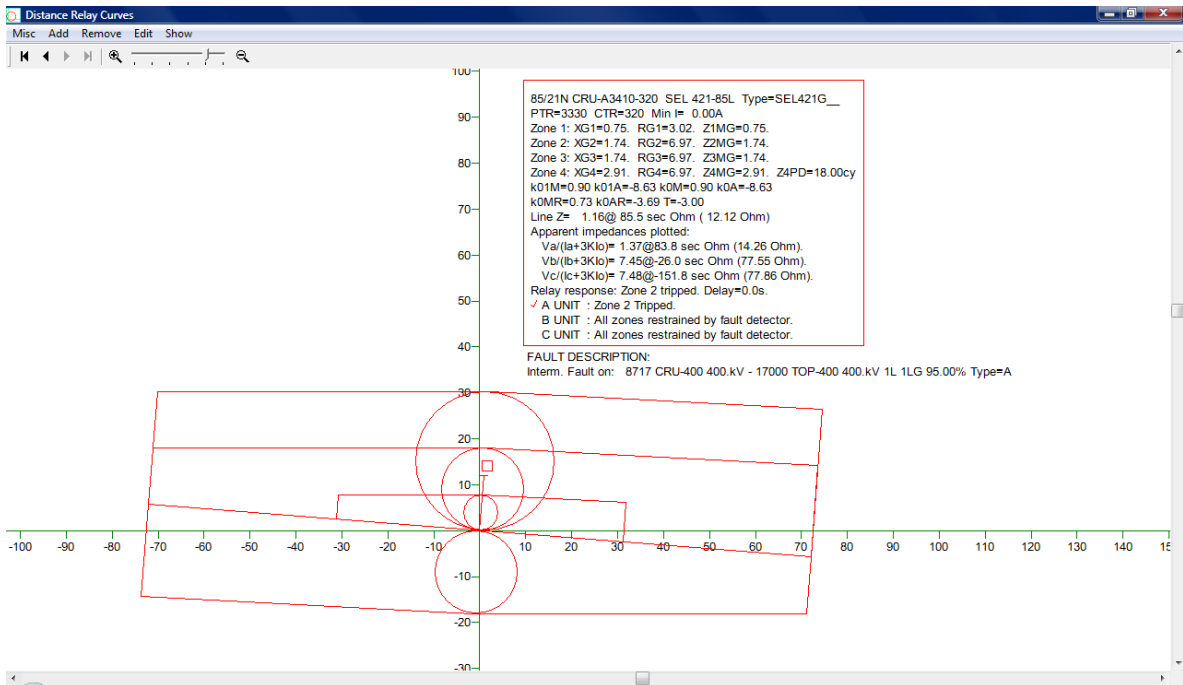 Distance Relay Curves
Misc Add Remove Edit Show
100
90
80
70
60
50
40
30
20
10
-10
-20
-30
-100 -90 -80 -70 -60 -50 -40 -30 -20 -10 10 20 30 40 50 60 70 80 90 100 110 120 130 140 15
85/21N CRU-A3410-320 SEL 421-85L Type=SEL421G__
PTR=3330 CTR=320 Min I= 0.00A
Zone 1: XG1=0.75. RG1=3.02. Z1MG=0.75.
Zone 2: XG2=1.74. RG2=6.97. Z2MG=1.74.
Zone 3: XG3=1.74. RG3=6.97. Z3MG=1.74.
Zone 4: XG4=2.91. RG4=6.97. Z4MG=2.91. Z4PD=18.00cy
k01M=0.90 k01A=-8.63 k0M=0.90 k0A=-8.63
k0MR=0.73 k0AR=-3.69 T=-3.00
Line Z= 1.16@ 85.5 sec Ohm ( 12.12 Ohm)
Apparent impedances plotted:
Va/(Ia+3KIo)= 1.37@83.8 sec Ohm (14.26 Ohm).
Vb/(Ib+3KIo)= 7.45@-26.0 sec Ohm (77.55 Ohm).
Vc/(Ic+3KIo)= 7.48@-151.8 sec Ohm (77.86 Ohm).
Relay response: Zone 2 tripped. Delay=0.0s.
✓ A UNIT : Zone 2 Tripped.
B UNIT : All zones restrained by fault detector.
C UNIT : All zones restrained by fault detector.
FAULT DESCRIPTION:
Interm. Fault on: 8717 CRU-400 400.kV - 17000 TOP-400 400.kV 1L 1LG 95.00% Type=A